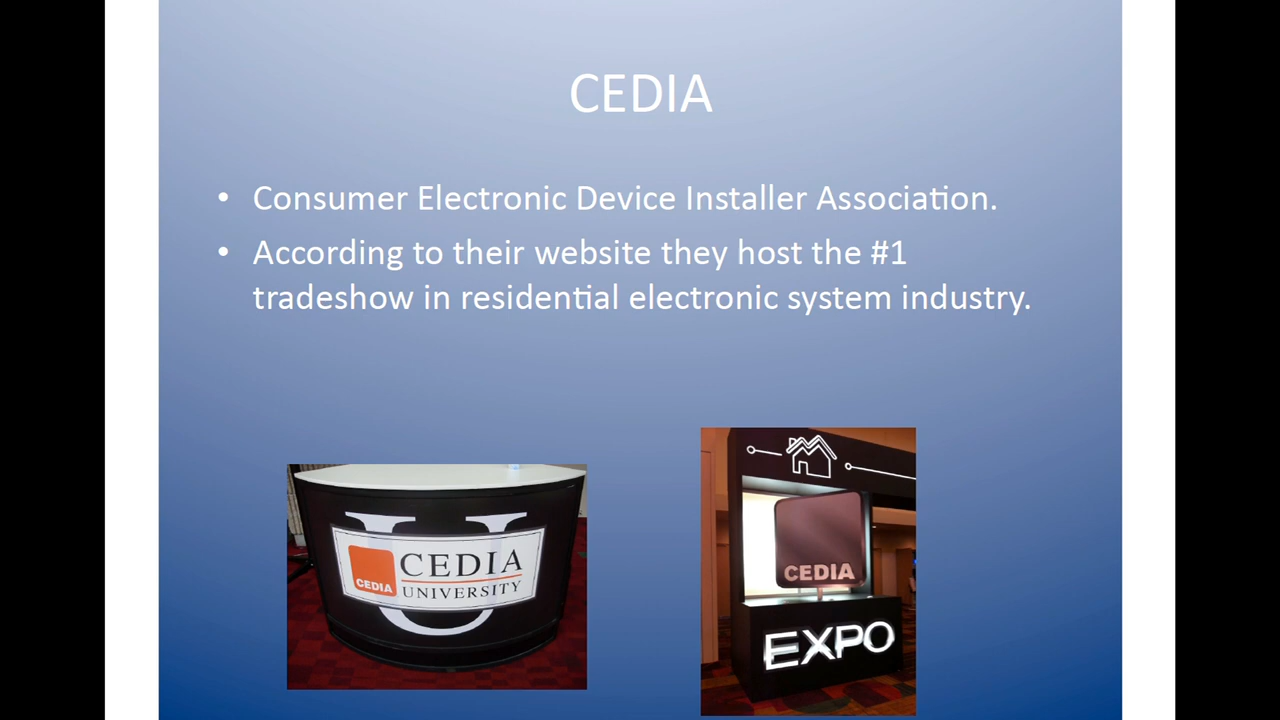 CEDIA
• Consumer Electronic Device Installer Association.
• According to their website they host the #1
tradeshow in residential electronic system industry.
U
CEDIA
CEDIA
UNIVERSITY
CEDIA
EXPO